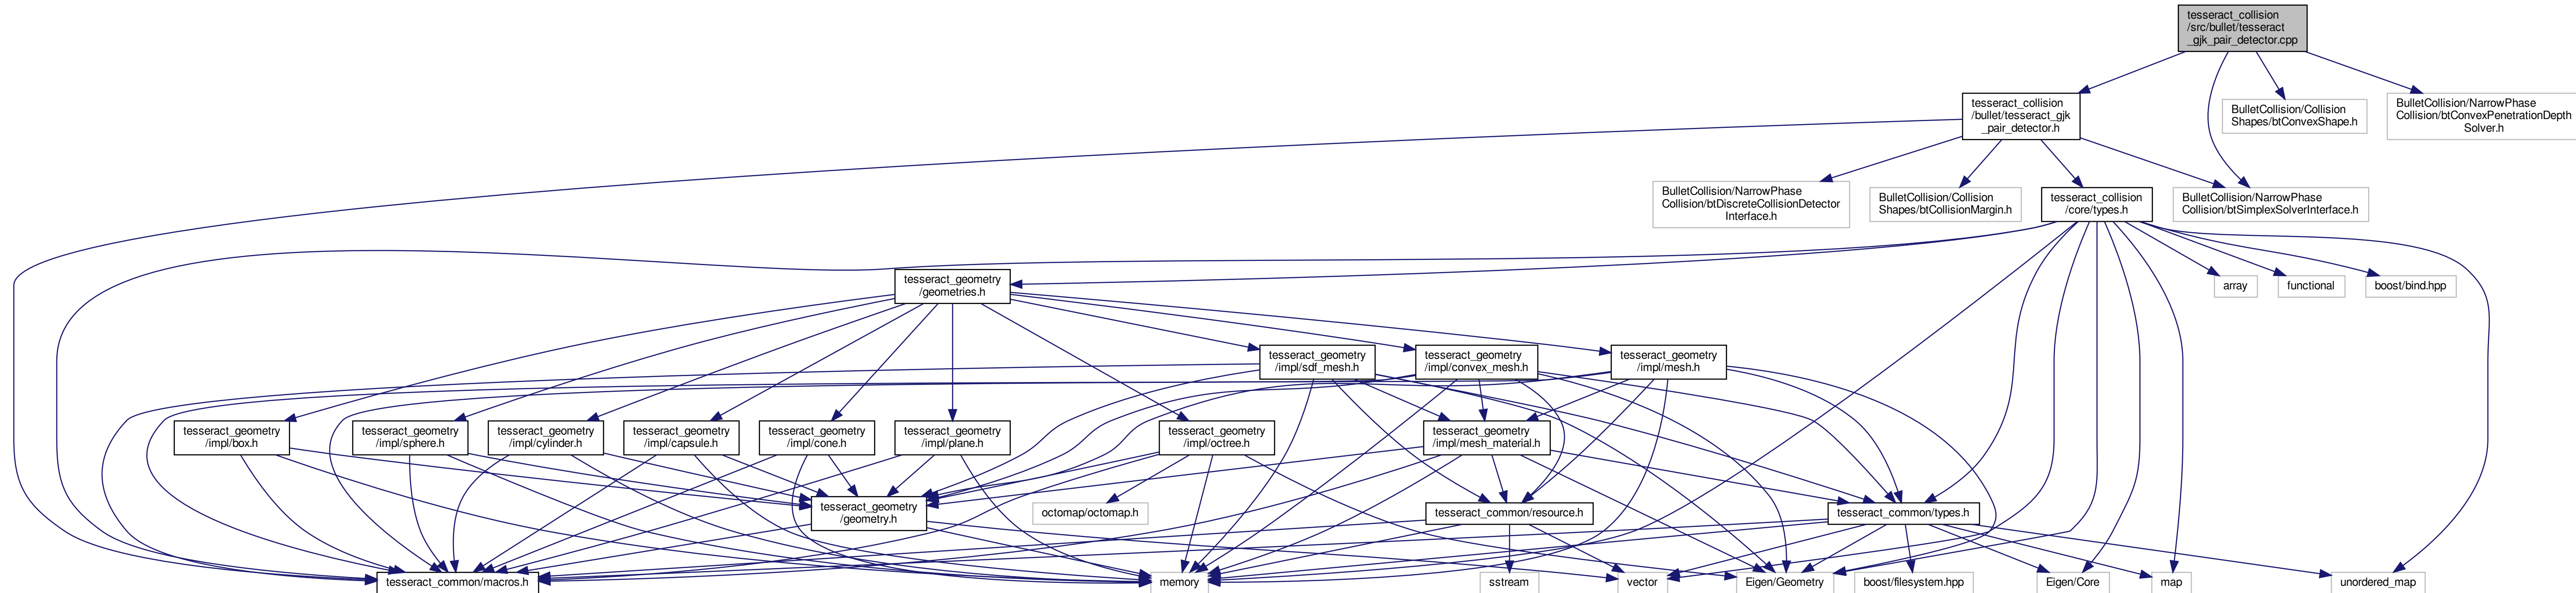 tesseract_collision
/src/bullet/tesseract
_gjk_pair_detector.cpp
tesseract_collision
/bullet/tesseract_gjk
_pair_detector.h
BulletCollision/Collision
Shapes/btConvexShape.h
BulletCollision/NarrowPhase
Collision/btConvexPenetrationDepth
Solver.h
BulletCollision/NarrowPhase
Collision/btDiscreteCollisionDetector
Interface.h
BulletCollision/Collision
Shapes/btCollisionMargin.h
tesseract_collision
/core/types.h
BulletCollision/NarrowPhase
Collision/btSimplexSolverInterface.h
tesseract_geometry
/geometries.h
array
functional
boost/bind.hpp
tesseract_geometry
/impl/sdf_mesh.h
tesseract_geometry
/impl/convex_mesh.h
tesseract_geometry
/impl/mesh.h
tesseract_geometry
/impl/box.h
tesseract_geometry
/impl/sphere.h
tesseract_geometry
/impl/cylinder.h
tesseract_geometry
/impl/capsule.h
tesseract_geometry
/impl/cone.h
tesseract_geometry
/impl/plane.h
tesseract_geometry
/impl/octree.h
tesseract_geometry
/impl/mesh_material.h
tesseract_geometry
/geometry.h
octomap/octomap.h
tesseract_common/resource.h
tesseract_common/types.h
tesseract_common/macros.h
memory
sstream
vector
Eigen/Geometry
boost/filesystem.hpp
Eigen/Core
map
unordered_map